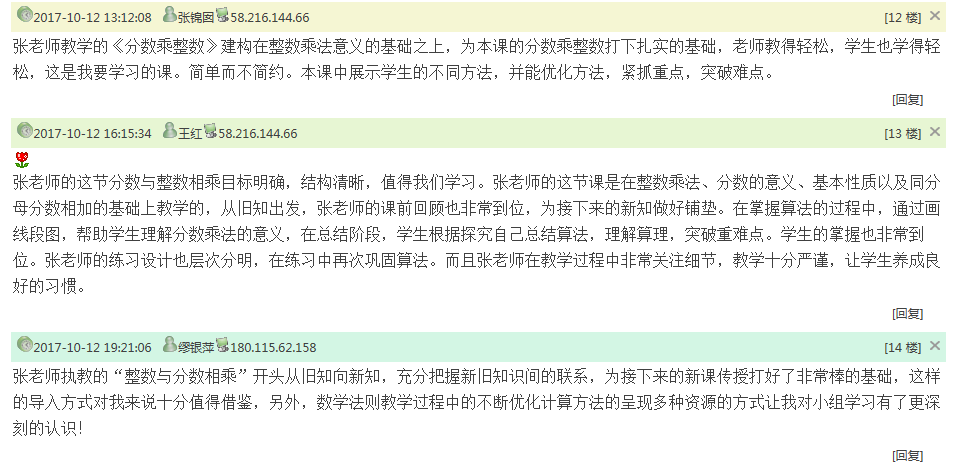 2017-10-12 13:12:08 张锦囡 58.216.144.66 [12 楼]
张老师教学的《分数乘整数》建构在整数乘法意义的基础之上，为本课的分数乘整数打下扎实的基础，老师教得轻松，学生也学得轻
松，这是我要学习的课。简单而不简约。本课中展示学生的不同方法，并能优化方法，紧抓重点，突破难点。
[回复]
2017-10-12 16:15:34 王红 58.216.144.66 [13 楼]
张老师的这节分数与整数相乘目标明确，结构清晰，值得我们学习。张老师的这节课是在整数乘法、分数的意义、基本性质以及同分
母分数相加的基础上教学的，从旧知出发，张老师的课前回顾也非常到位，为接下来的新知做好铺垫。在掌握算法的过程中，通过画
线段图，帮助学生理解分数乘法的意义，在总结阶段，学生根据探究自己总结算法，理解算理，突破重难点。学生的掌握也非常到
位。张老师的练习设计也层次分明，在练习中再次巩固算法。而且张老师在教学过程中非常关注细节，教学十分严谨，让学生养成良
好的习惯。
[回复]
2017-10-12 19:21:06 缪银萍 180.115.62.158 [14 楼]
张老师执教的“整数与分数相乘”开头从旧知向新知，充分把握新旧知识间的联系，为接下来的新课传授打好了非常棒的基础，这样
的导入方式对我来说十分值得借鉴，另外，数学法则教学过程中的不断优化计算方法的呈现多种资源的方式让我对小组学习有了更深
刻的认识！
[回复]